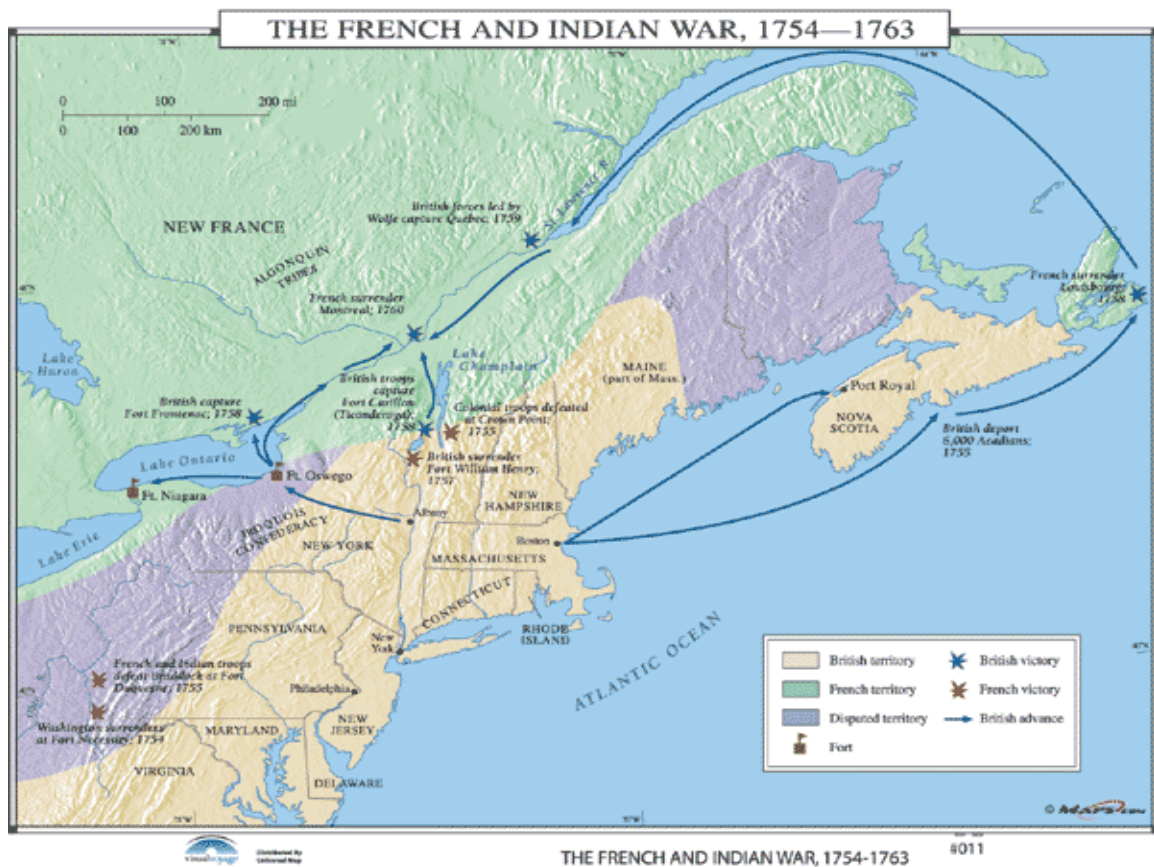 THE FRENCH AND INDIAN WAR, 1754—1763
0 100 200 mi
0 100 200 km
St. Lawrence R.
British forces led by
Wolfe capture Quebec; 1759
NEW FRANCE
ALGONQUIN
TRIBES
French surrender
Montreal; 1760
French surrender
Louisbourg;
1758
Lake
Huron
Lake
Champlain
MAINE
(part of Mass.)
Port Royal
NOVA
SCOTIA
British capture
Fort Frontenac; 1758
British troops
capture
Fort Carillon
(Ticonderoga);
1758
Colonial troops defeated
at Crown Point;
1755
British deport
6,000 Acadians;
1755
Lake Ontario
Ft. Oswego
British surrender
Fort William Henry;
1757
Ft. Niagara
NEW
HAMPSHIRE
IROQUOIS
CONFEDERACY
Albany
Lake Erie
NEW YORK
Boston
MASSACHUSETTS
CONNECTICUT
RHODE
ISLAND
PENNSYLVANIA
New
York
ATLANTIC OCEAN
French and Indian troops
defeat Braddock at Fort
Duquesne; 1755
Philadelphia
Washington surrenders
at Fort Necessity; 1754
NEW
JERSEY
MARYLAND
VIRGINIA
DELAWARE
British territory
French territory
Disputed territory
Fort
British victory
French victory
British advance
© MAPS.com
visualvoyage
Distributed By
Universal Map
THE FRENCH AND INDIAN WAR, 1754-1763
#011